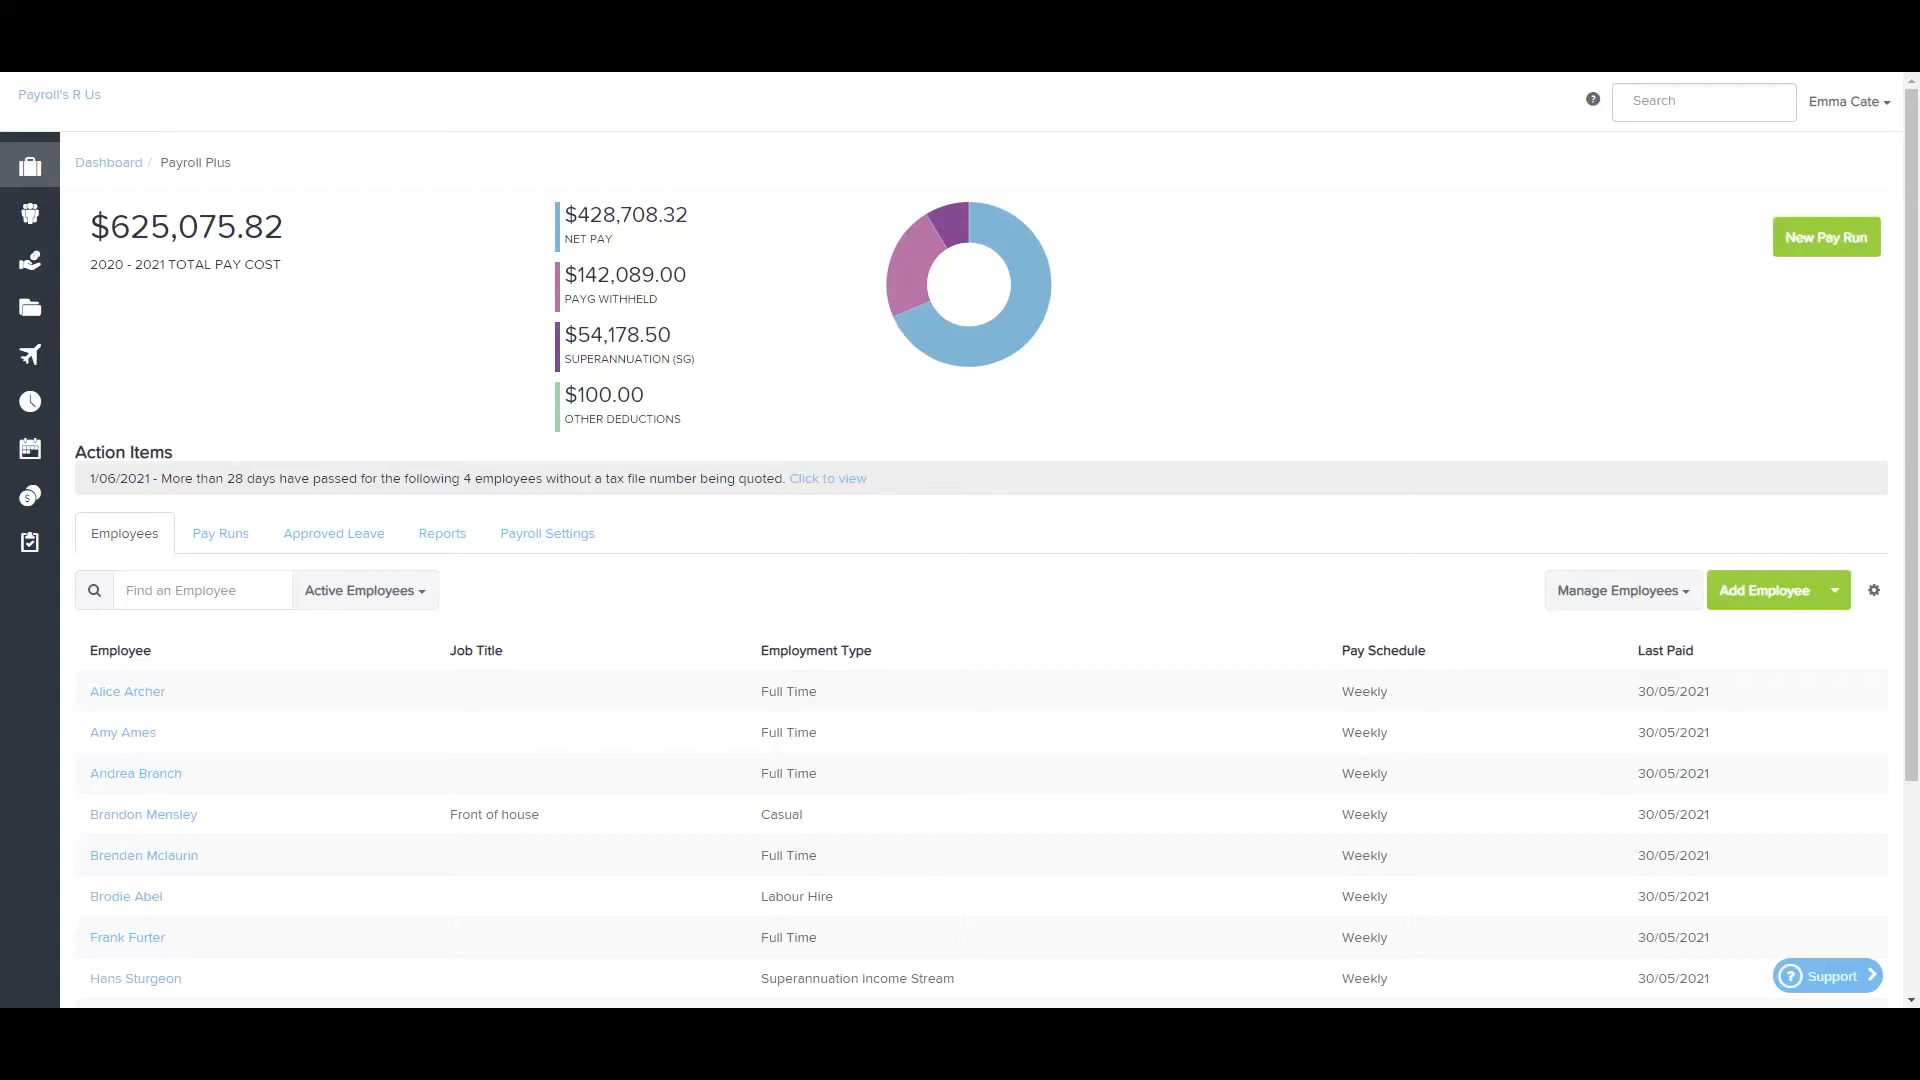 Payroll's R Us
?
Search
Emma Cate
Dashboard / Payroll Plus
$625,075.82
2020 - 2021 TOTAL PAY COST
$428,708.32
NET PAY
$142,089.00
PAYG WITHHELD
$54,178.50
SUPERANNUATION (SG)
$100.00
OTHER DEDUCTIONS
New Pay Run
Action Items
1/06/2021 - More than 28 days have passed for the following 4 employees without a tax file number being quoted. Click to view
Employees Pay Runs Approved Leave Reports Payroll Settings
Find an Employee Active Employees Manage Employees Add Employee
Employee Job Title Employment Type Pay Schedule Last Paid
Alice Archer Full Time Weekly 30/05/2021
Amy Ames Full Time Weekly 30/05/2021
Andrea Branch Full Time Weekly 30/05/2021
Brandon Mensley Front of house Casual Weekly 30/05/2021
Brenden Mclaurin Full Time Weekly 30/05/2021
Brodie Abel Labour Hire Weekly 30/05/2021
Frank Furter Full Time Weekly 30/05/2021
Hans Sturgeon Superannuation Income Stream Weekly 30/05/2021
? Support